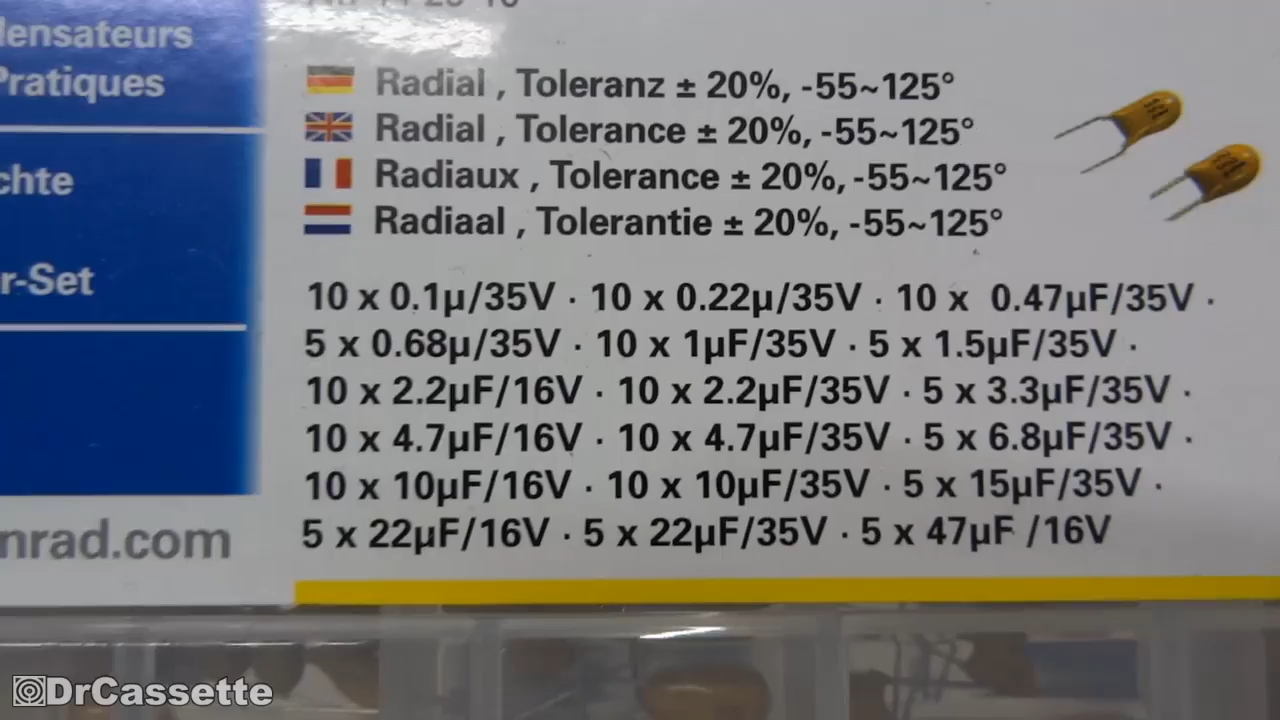 densateurs
Pratiques
chte
r-Set
nrad.com
Radial , Toleranz ± 20%, -55~125°
Radial , Tolerance ± 20%, -55~125°
Radiaux , Tolerance ± 20%, -55~125°
Radiaal , Tolerantie ± 20%, -55~125°
10 x 0.1µ/35V · 10 x 0.22µ/35V · 10 x 0.47µF/35V ·
5 x 0.68µ/35V · 10 x 1µF/35V · 5 x 1.5µF/35V ·
10 x 2.2µF/16V · 10 x 2.2µF/35V · 5 x 3.3µF/35V ·
10 x 4.7µF/16V · 10 x 4.7µF/35V · 5 x 6.8µF/35V ·
10 x 10µF/16V · 10 x 10µF/35V · 5 x 15µF/35V ·
5 x 22µF/16V · 5 x 22µF/35V · 5 x 47µF /16V
DrCassette